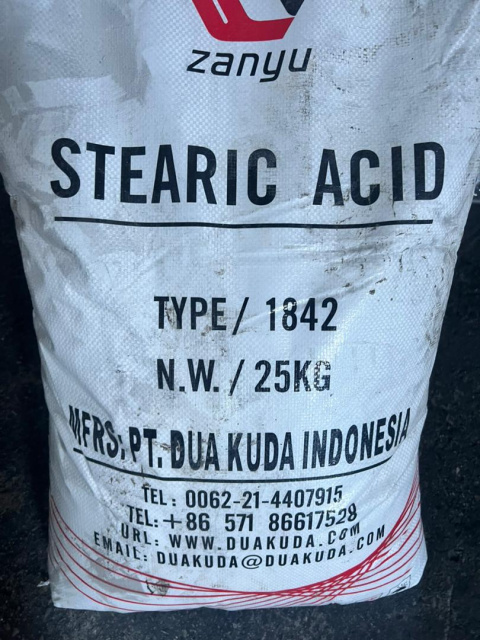 zanyu
STEARIC ACID
TYPE/ 1842
N.W./ 25KG
MFRS: PT. DUA KUDA INDONESIA
TEL: 0062-21-4407915
TEL:+86 571 86617529
URL: WWW.DUAKUDA.COM
EMAIL: DUAKUDA@DUAKUDA.COM